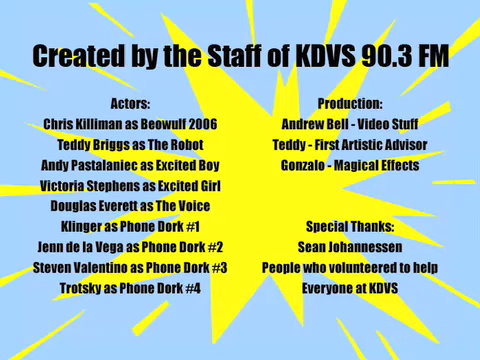 Created by the Staff of KDVS 90.3 FM
Actors:
Chris Killiman as Beowulf 2006
Teddy Briggs as The Robot
Andy Pastalaniec as Excited Boy
Victoria Stephens as Excited Girl
Douglas Everett as The Voice
Klinger as Phone Dork #1
Jenn de la Vega as Phone Dork #2
Steven Valentino as Phone Dork #3
Trotsky as Phone Dork #4
Production:
Andrew Bell - Video Stuff
Teddy - First Artistic Advisor
Gonzalo - Magical Effects
Special Thanks:
Sean Johannessen
People who volunteered to help
Everyone at KDVS